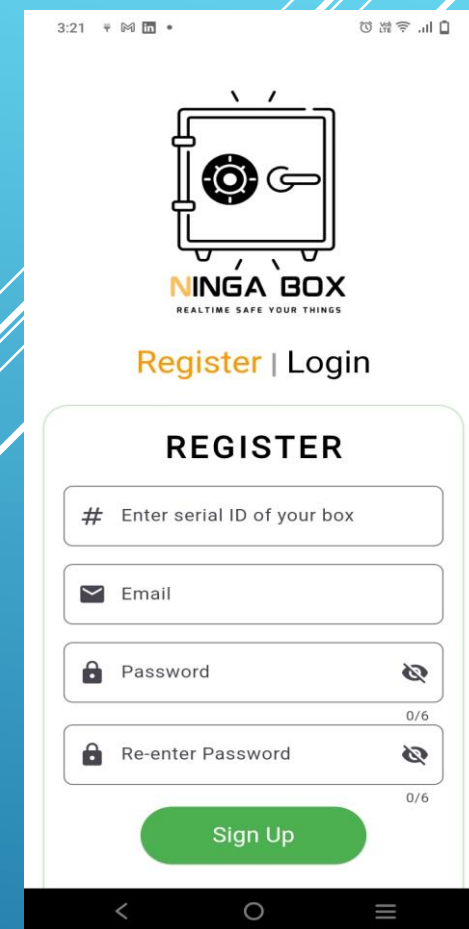 3:21
NINGA BOX
REALTIME SAFE YOUR THINGS
Register | Login
REGISTER
# Enter serial ID of your box
Email
Password
0/6
Re-enter Password
0/6
Sign Up